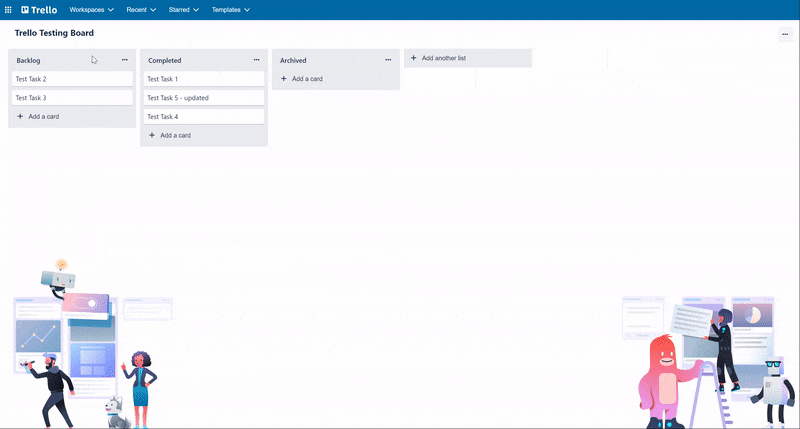 Trello
Workspaces
Recent
Starred
Templates
Trello Testing Board
Backlog
Test Task 2
Test Task 3
+ Add a card
Completed
Test Task 1
Test Task 5 - updated
Test Task 4
+ Add a card
Archived
+ Add a card
+ Add another list